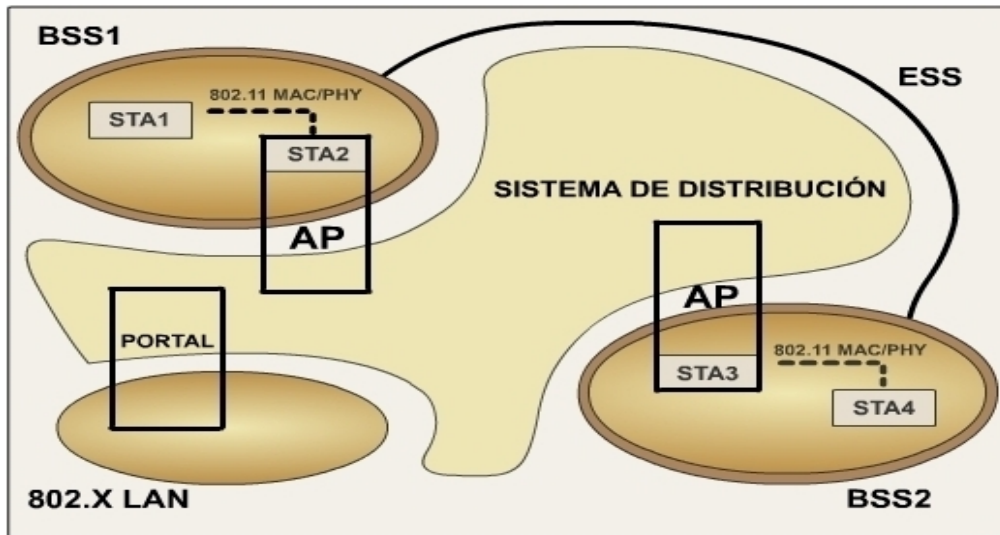 BSS1
802.11 MAC/PHY
STA1
STA2
AP
ESS
SISTEMA DE DISTRIBUCIÓN
AP
PORTAL
802.11 MAC/PHY
STA3
STA4
802.X LAN
BSS2